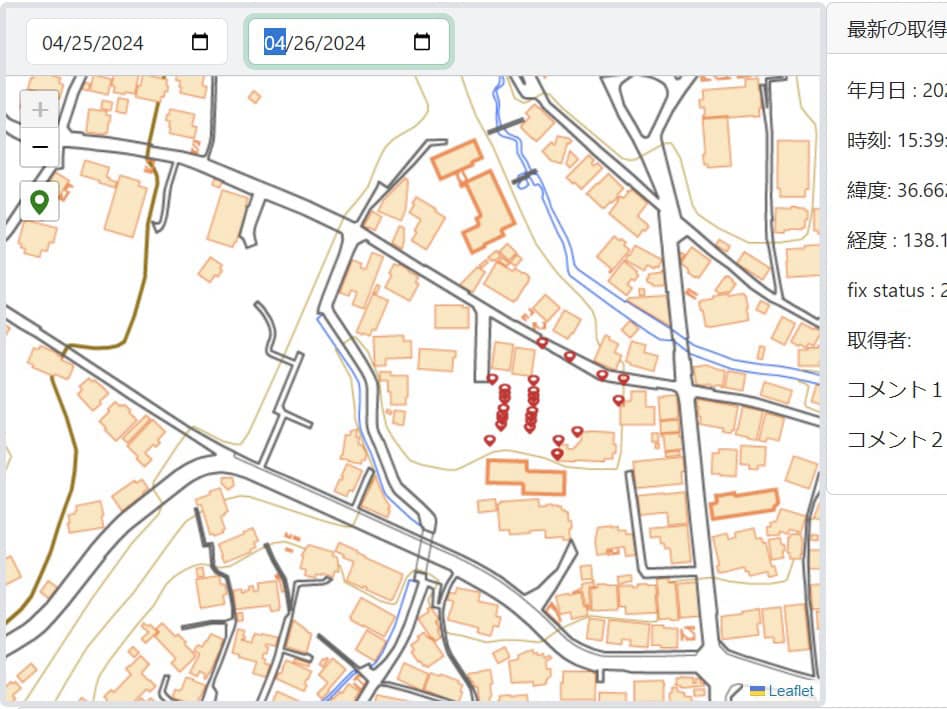 04/25/2024
04/26/2024
+
−
Leaflet
最新の取得
年月日 : 202
時刻: 15:39:
緯度: 36.662
経度 : 138.1
fix status : 2
取得者:
コメント１
コメント２